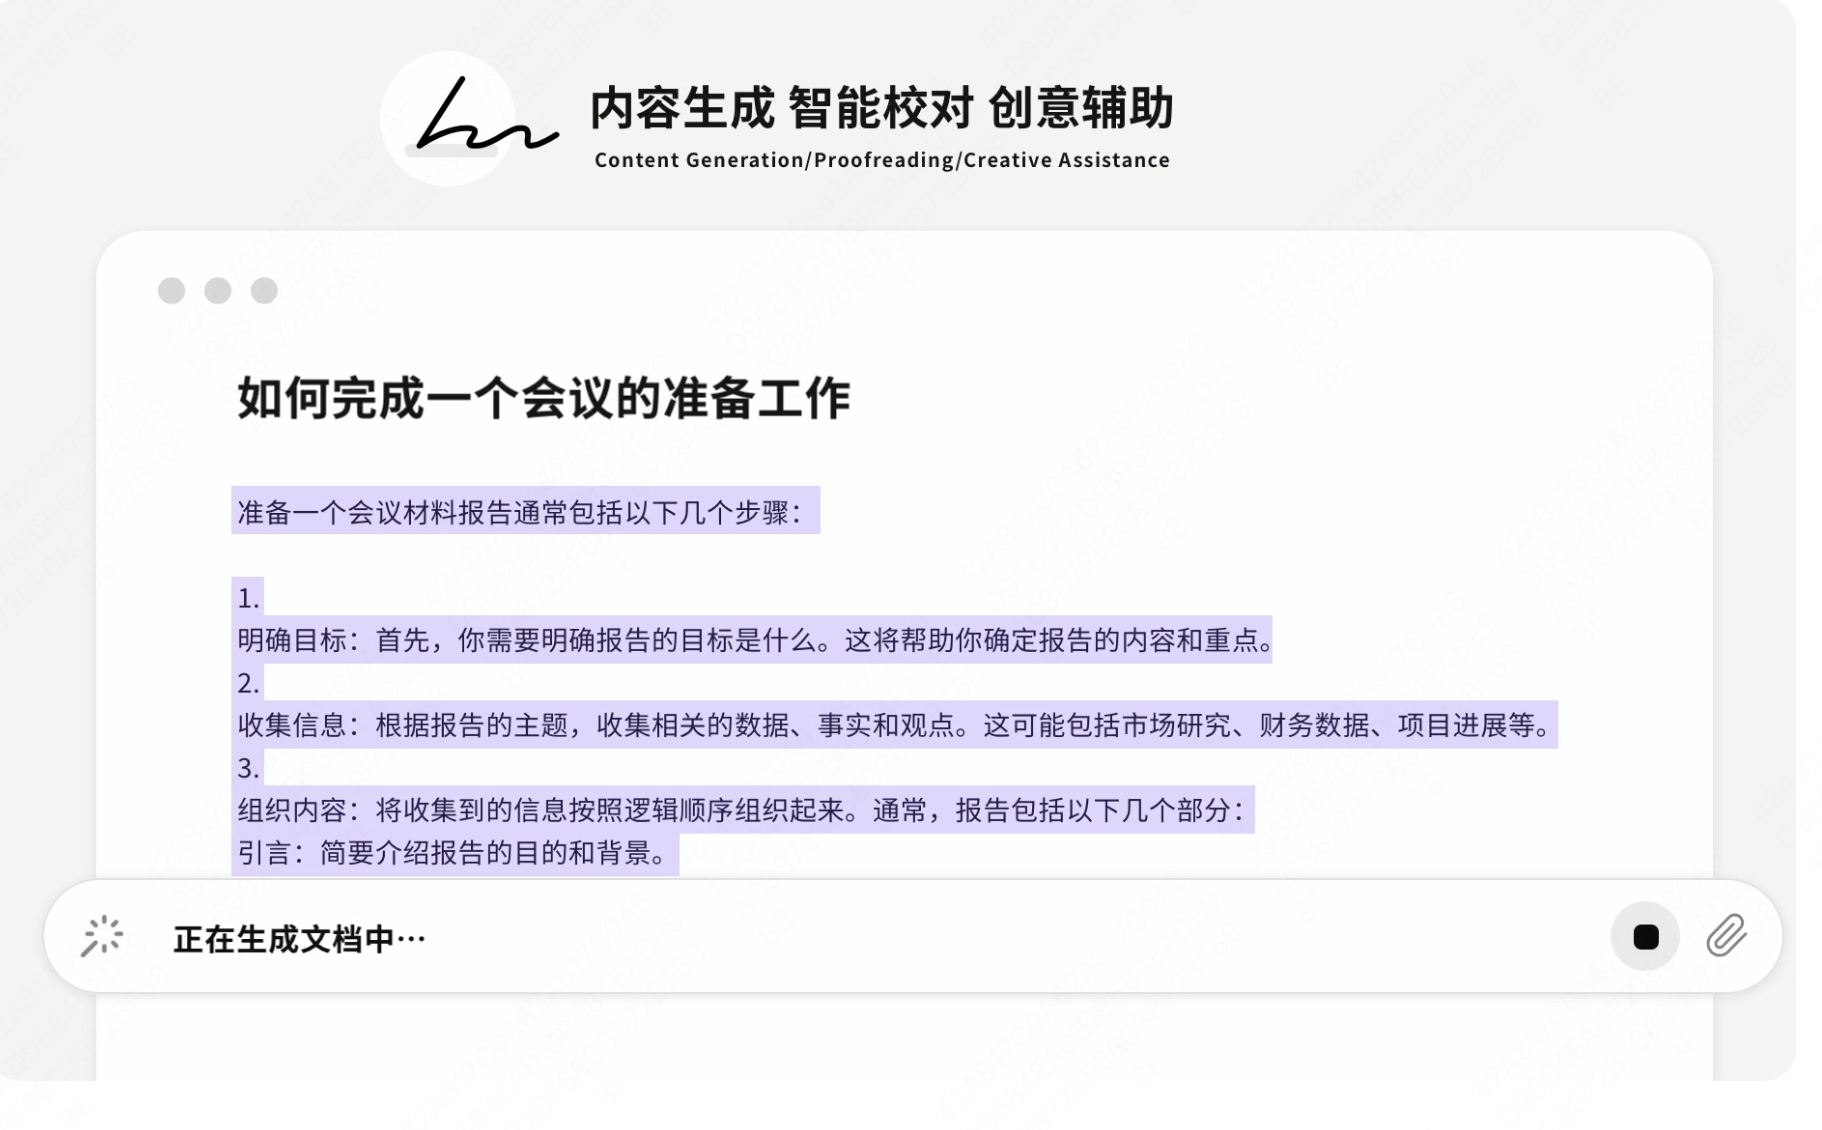 内容生成 智能校对 创意辅助
Content Generation/Proofreading/Creative Assistance
如何完成一个会议的准备工作
准备一个会议材料报告通常包括以下几个步骤：
1.
明确目标：首先，你需要明确报告的目标是什么。这将帮助你确定报告的内容和重点。
2.
收集信息：根据报告的主题，收集相关的数据、事实和观点。这可能包括市场研究、财务数据、项目进展等。
3.
组织内容：将收集到的信息按照逻辑顺序组织起来。通常，报告包括以下几个部分：
引言：简要介绍报告的目的和背景。
正在生成文档中···